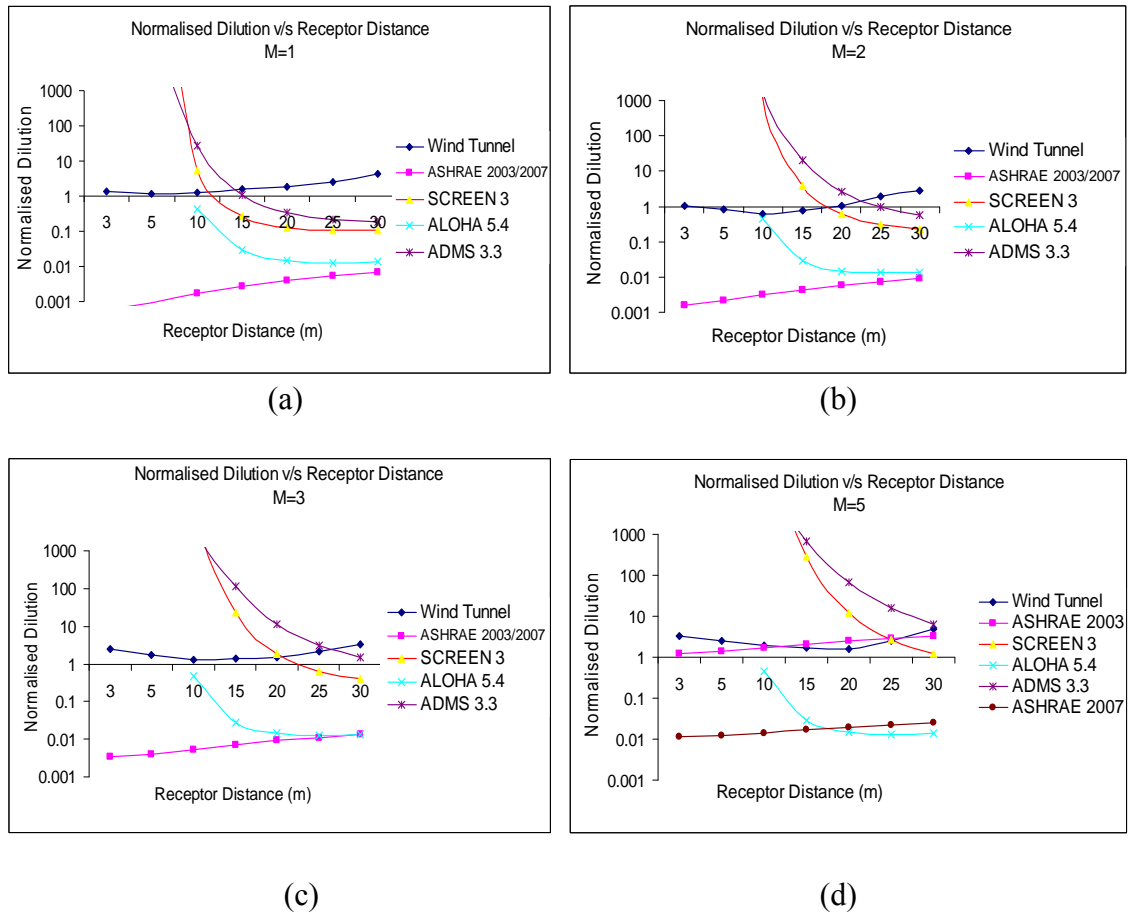 Normalised Dilution v/s Receptor Distance
M=1
Normalised Dilution
1000
100
10
1
0.1
0.01
0.001
3 5 10 15 20 25 30
Receptor Distance (m)
Wind Tunnel
ASHRAE 2003/2007
SCREEN 3
ALOHA 5.4
ADMS 3.3
(a)
Normalised Dilution v/s Receptor Distance
M=2
Normalised Dilution
1000
100
10
1
0.1
0.01
0.001
3 5 10 15 20 25 30
Receptor Distance (m)
Wind Tunnel
ASHRAE 2003/2007
SCREEN 3
ALOHA 5.4
ADMS 3.3
(b)
Normalised Dilution v/s Receptor Distance
M=3
Normalised Dilution
1000
100
10
1
0.1
0.01
0.001
3 5 10 15 20 25 30
Receptor Distance (m)
Wind Tunnel
ASHRAE 2003/2007
SCREEN 3
ALOHA 5.4
ADMS 3.3
(c)
Normalised Dilution v/s Receptor Distance
M=5
Normalised Dilution
1000
100
10
1
0.1
0.01
0.001
3 5 10 15 20 25 30
Receptor Distance (m)
Wind Tunnel
ASHRAE 2003
SCREEN 3
ALOHA 5.4
ADMS 3.3
ASHRAE 2007
(d)